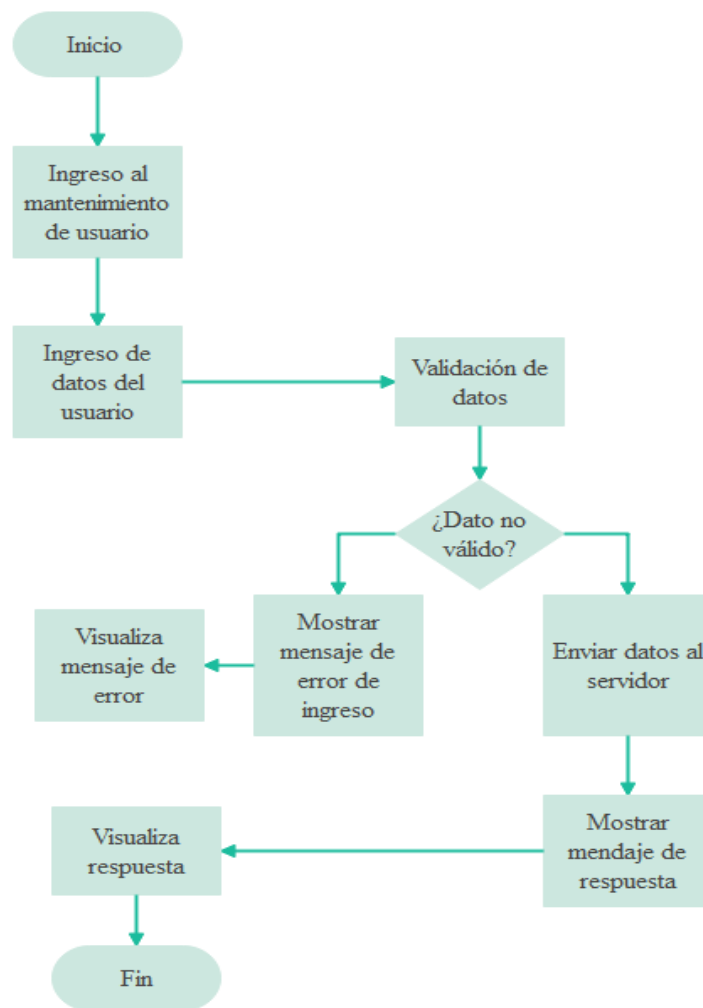 Inicio
Ingreso al
mantenimiento
de usuario
Ingreso de
datos del
usuario
Validación de
datos
¿Dato no
válido?
Mostrar
mensaje de
error de
ingreso
Visualiza
mensaje de
error
Enviar datos al
servidor
Mostrar
mendaje de
respuesta
Visualiza
respuesta
Fin